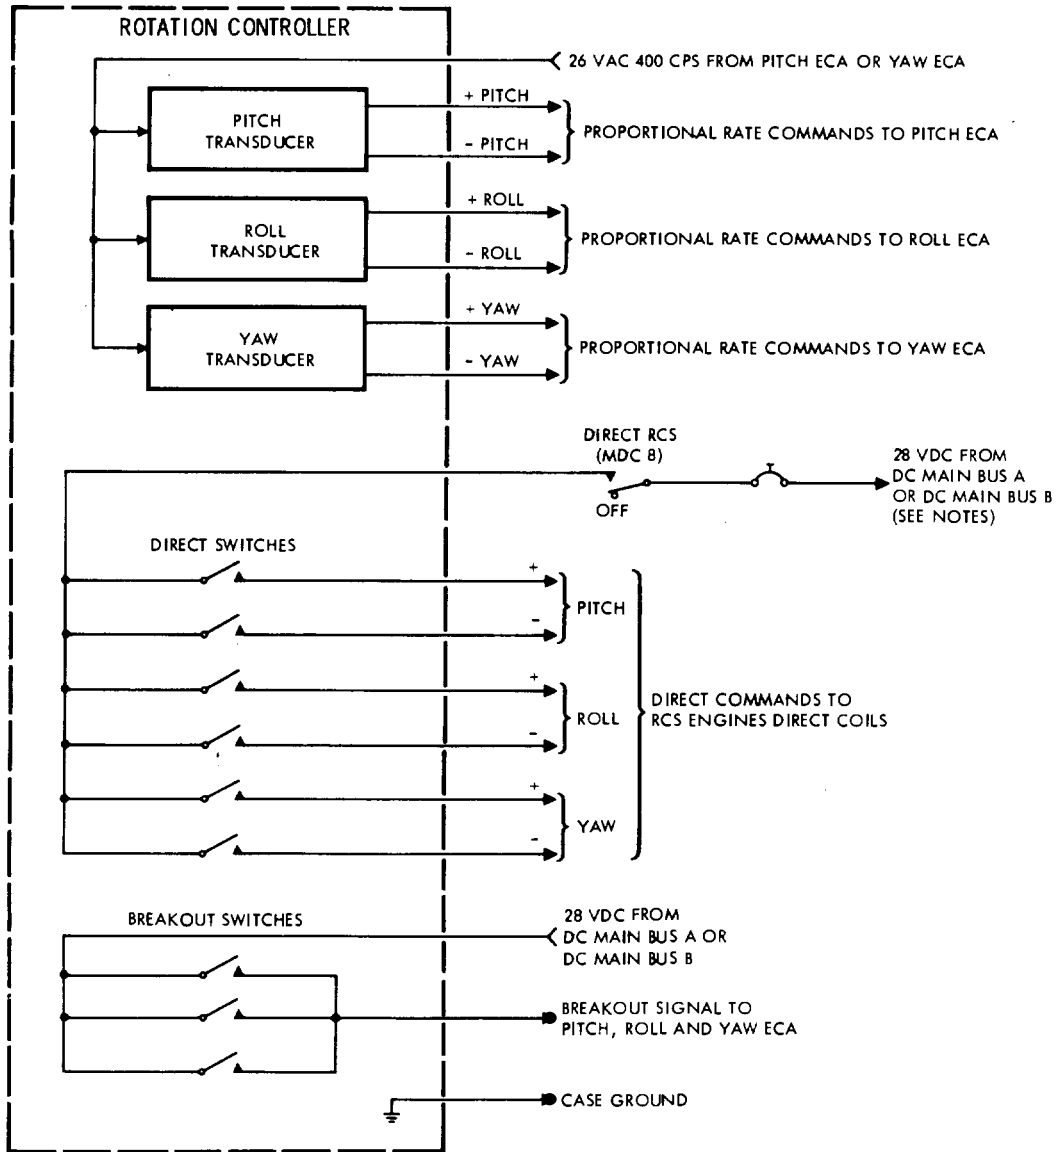 ROTATION CONTROLLER
26 VAC 400 CPS FROM PITCH ECA OR YAW ECA
PITCH
TRANSDUCER
+ PITCH
- PITCH
PROPORTIONAL RATE COMMANDS TO PITCH ECA
ROLL
TRANSDUCER
+ ROLL
- ROLL
PROPORTIONAL RATE COMMANDS TO ROLL ECA
YAW
TRANSDUCER
+ YAW
- YAW
PROPORTIONAL RATE COMMANDS TO YAW ECA
DIRECT RCS
(MDC 8)
OFF
28 VDC FROM
DC MAIN BUS A
OR DC MAIN BUS B
(SEE NOTES)
DIRECT SWITCHES
+
-
PITCH
+
-
ROLL
+
-
YAW
DIRECT COMMANDS TO
RCS ENGINES DIRECT COILS
BREAKOUT SWITCHES
28 VDC FROM
DC MAIN BUS A OR
DC MAIN BUS B
BREAKOUT SIGNAL TO
PITCH, ROLL AND YAW ECA
CASE GROUND